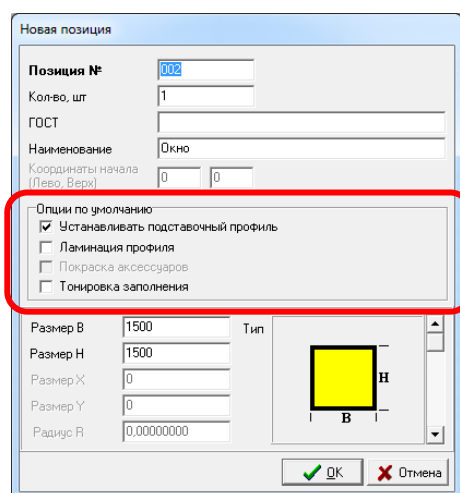 Новая позиция
Позиция № 002
Кол-во, шт 1
ГОСТ
Наименование Окно
Координаты начала
(Лево, Верх) 0 0
Опции по умолчанию
Устанавливать подставочный профиль
Ламинация профиля
Покраска аксессуаров
Тонировка заполнения
Размер B 1500 Тип
Размер H 1500
Размер X 0 H
Размер Y 0
B
Радиус R 0,00000000
OK Отмена